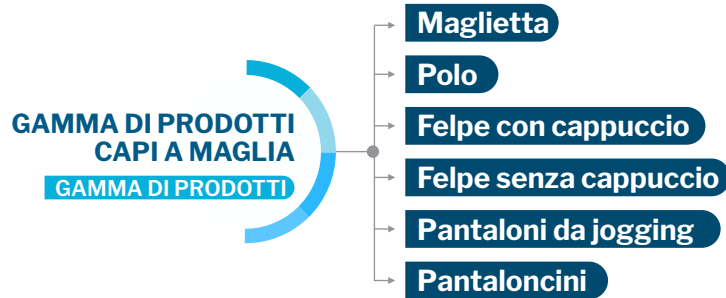 GAMMA DI PRODOTTI
CAPI A MAGLIA
GAMMA DI PRODOTTI
Maglietta
Polo
Felpe con cappuccio
Felpe senza cappuccio
Pantaloni da jogging
Pantaloncini